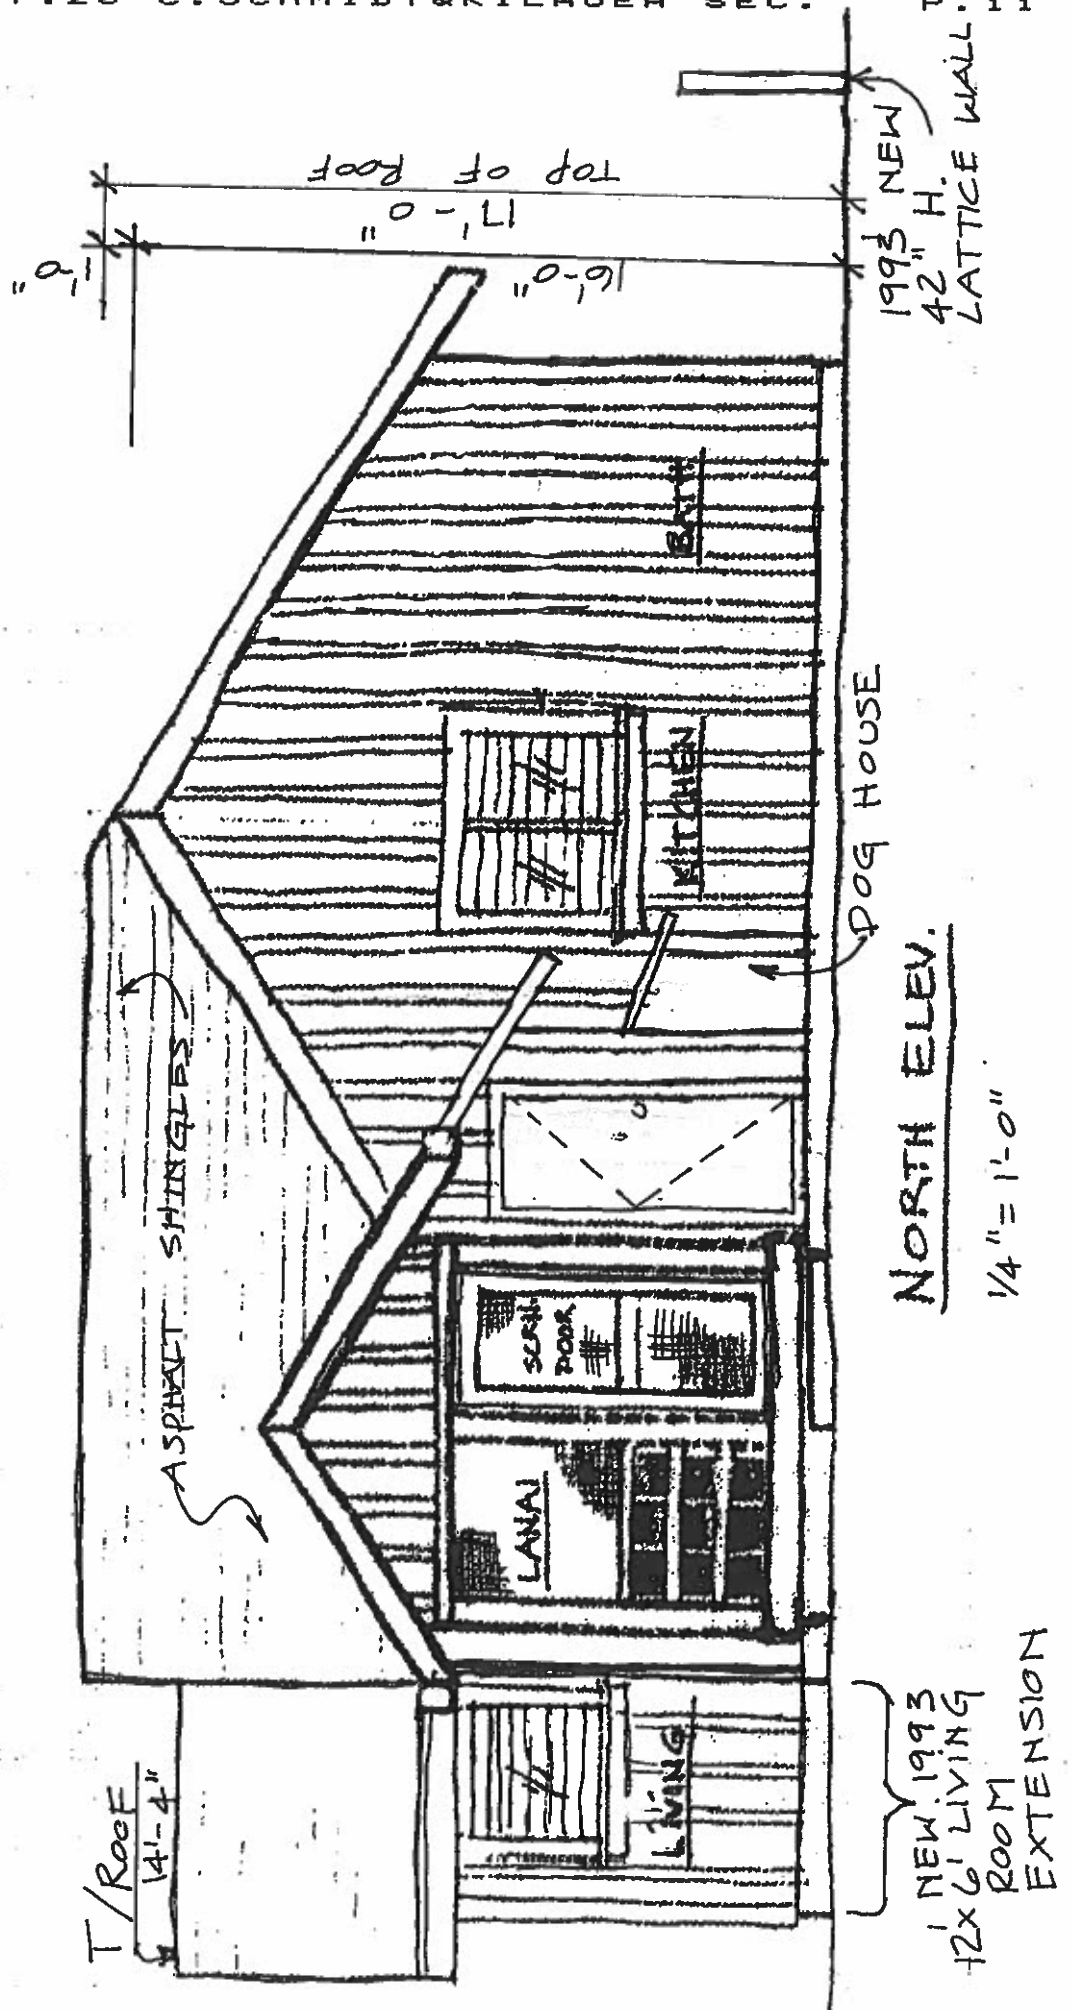 T/ROOF
14'-4"
ASPHALT SHINGLES
1'-0"
16'-0"
17'-0"
TOP OF ROOF
LIVING
LANAI
SCRN
DOOR
KITCHEN
BATH
DOG HOUSE
NEW 1993
12'x6' LIVING
ROOM
EXTENSION
NORTH ELEV.
1/4" = 1'-0"
1993 NEW
42" H.
LATTICE WALL